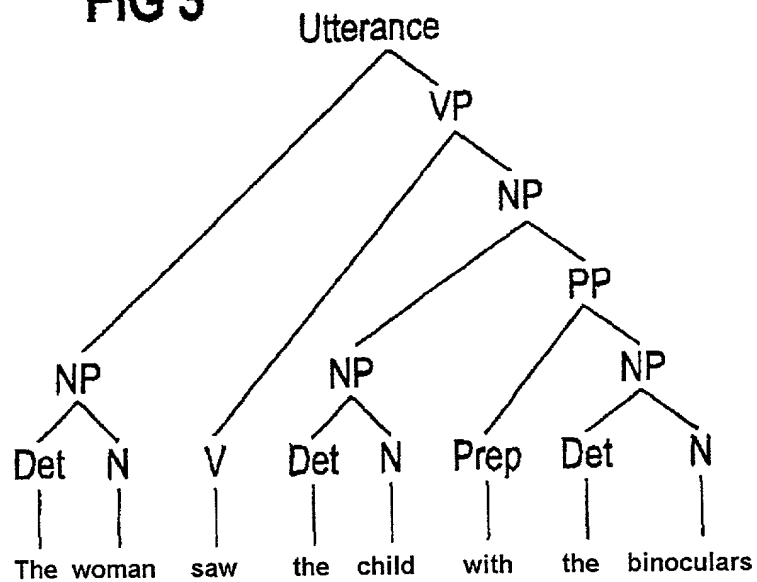 FIG 3
Utterance
VP
NP
PP
NP NP NP
Det N V Det N Prep Det N
The woman saw the child with the binoculars